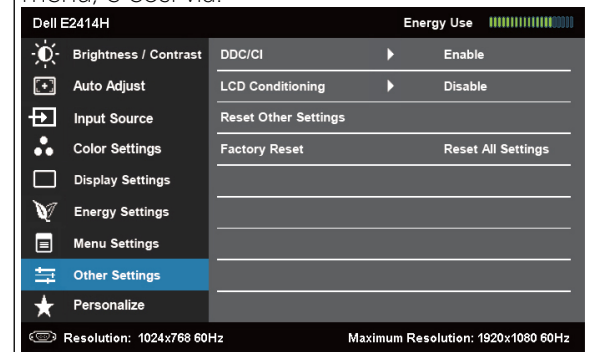 Dell E2414H Energy Use
Brightness / Contrast DDC/CI Enable
Auto Adjust LCD Conditioning Disable
Input Source Reset Other Settings
Color Settings Factory Reset Reset All Settings
Display Settings
Energy Settings
Menu Settings
Other Settings
Personalize
Resolution: 1024x768 60Hz Maximum Resolution: 1920x1080 60Hz